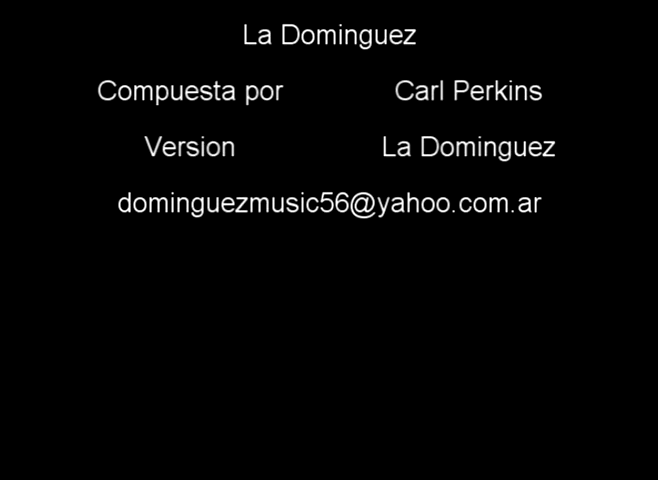 La Dominguez
Compuesta por Carl Perkins
Version La Dominguez
dominguezmusic56@yahoo.com.ar